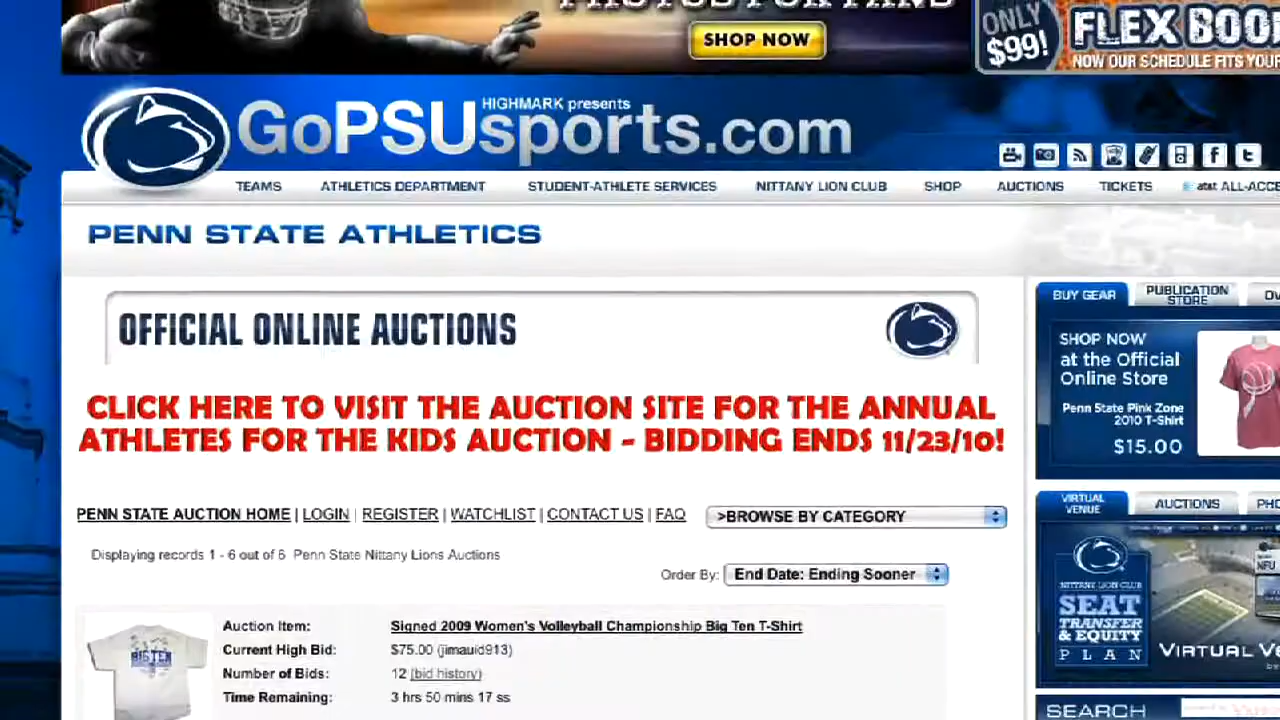 PHOTOS FOR FANS
SHOP NOW
ONLY
$99!
NOW OUR SCHEDULE FITS YOUR
HIGHMARK presents
GoPSUsports.com
TEAMS
ATHLETICS DEPARTMENT
STUDENT-ATHLETE SERVICES
NITTANY LION CLUB
SHOP
AUCTIONS
TICKETS
at&t ALL-ACCE
PENN STATE ATHLETICS
OFFICIAL ONLINE AUCTIONS
CLICK HERE TO VISIT THE AUCTION SITE FOR THE ANNUAL
ATHLETES FOR THE KIDS AUCTION - BIDDING ENDS 11/23/10!
PENN STATE AUCTION HOME | LOGIN | REGISTER | WATCHLIST | CONTACT US | FAQ
>BROWSE BY CATEGORY
Displaying records 1 - 6 out of 6 Penn State Nittany Lions Auctions
Order By: End Date: Ending Sooner
BIG TEN
Auction Item: Signed 2009 Women's Volleyball Championship Big Ten T-Shirt
Current High Bid: $75.00 (jimauid913)
Number of Bids: 12 (bid history)
Time Remaining: 3 hrs 50 mins 17 ss
BUY GEAR
PUBLICATION
STORE
SHOP NOW
at the Official
Online Store
Penn State Pink Zone
2010 T-Shirt
$15.00
VIRTUAL
VENUE
AUCTIONS
NITTANY LION CLUB
SEAT
TRANSFER
& EQUITY
PLAN
VIRTUAL VE
SEARCH